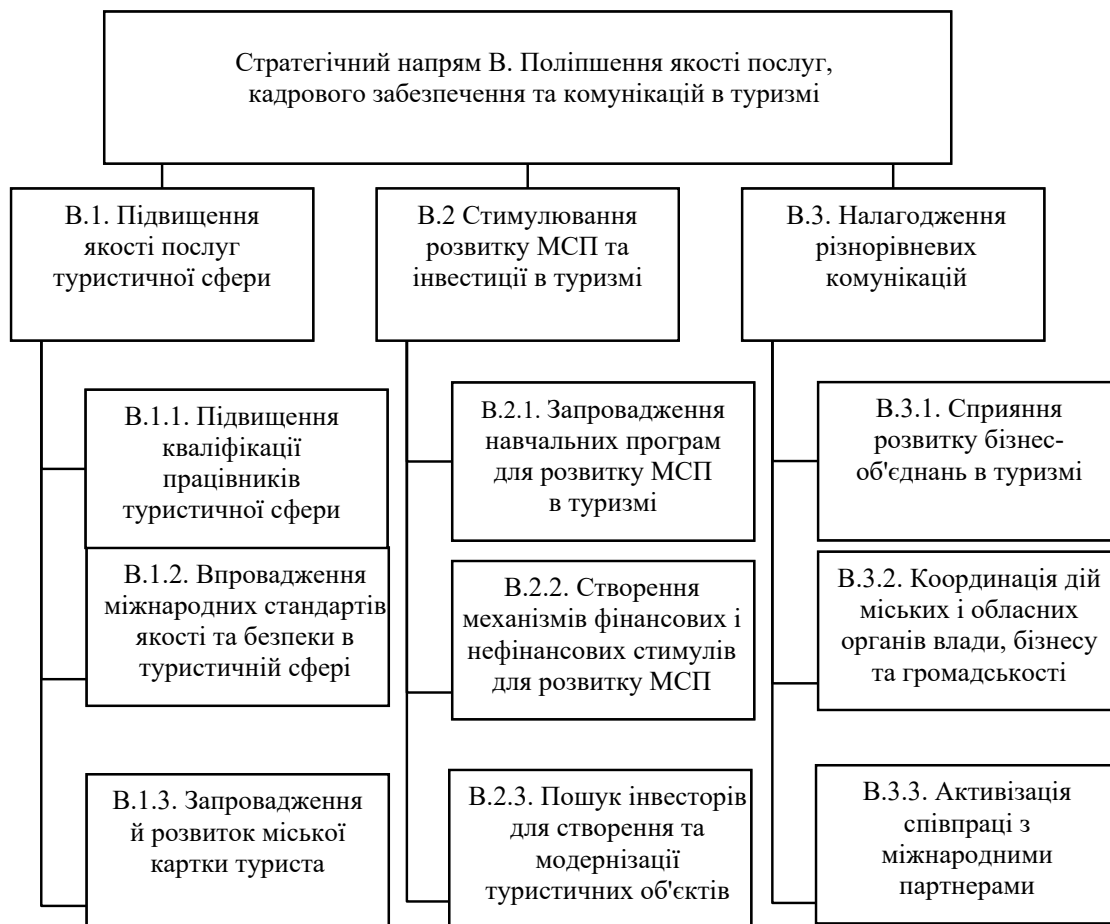 Стратегічний напрям В. Поліпшення якості послуг,
кадрового забезпечення та комунікацій в туризмі
В.1. Підвищення
якості послуг
туристичної сфери
В.2 Стимулювання
розвитку МСП та
інвестиції в туризмі
В.3. Налагодження
різнорівневих
комунікацій
В.1.1. Підвищення
кваліфікації
працівників
туристичної сфери
В.1.2. Впровадження
міжнародних стандартів
якості та безпеки в
туристичній сфері
В.1.3. Запровадження
й розвиток міської
картки туриста
В.2.1. Запровадження
навчальних програм
для розвитку МСП
в туризмі
В.2.2. Створення
механізмів фінансових і
нефінансових стимулів
для розвитку МСП
В.2.3. Пошук інвесторів
для створення та
модернізації
туристичних об'єктів
В.3.1. Сприяння
розвитку бізнес-
об'єднань в туризмі
В.3.2. Координація дій
міських і обласних
органів влади, бізнесу
та громадськості
В.3.3. Активізація
співпраці з
міжнародними
партнерами